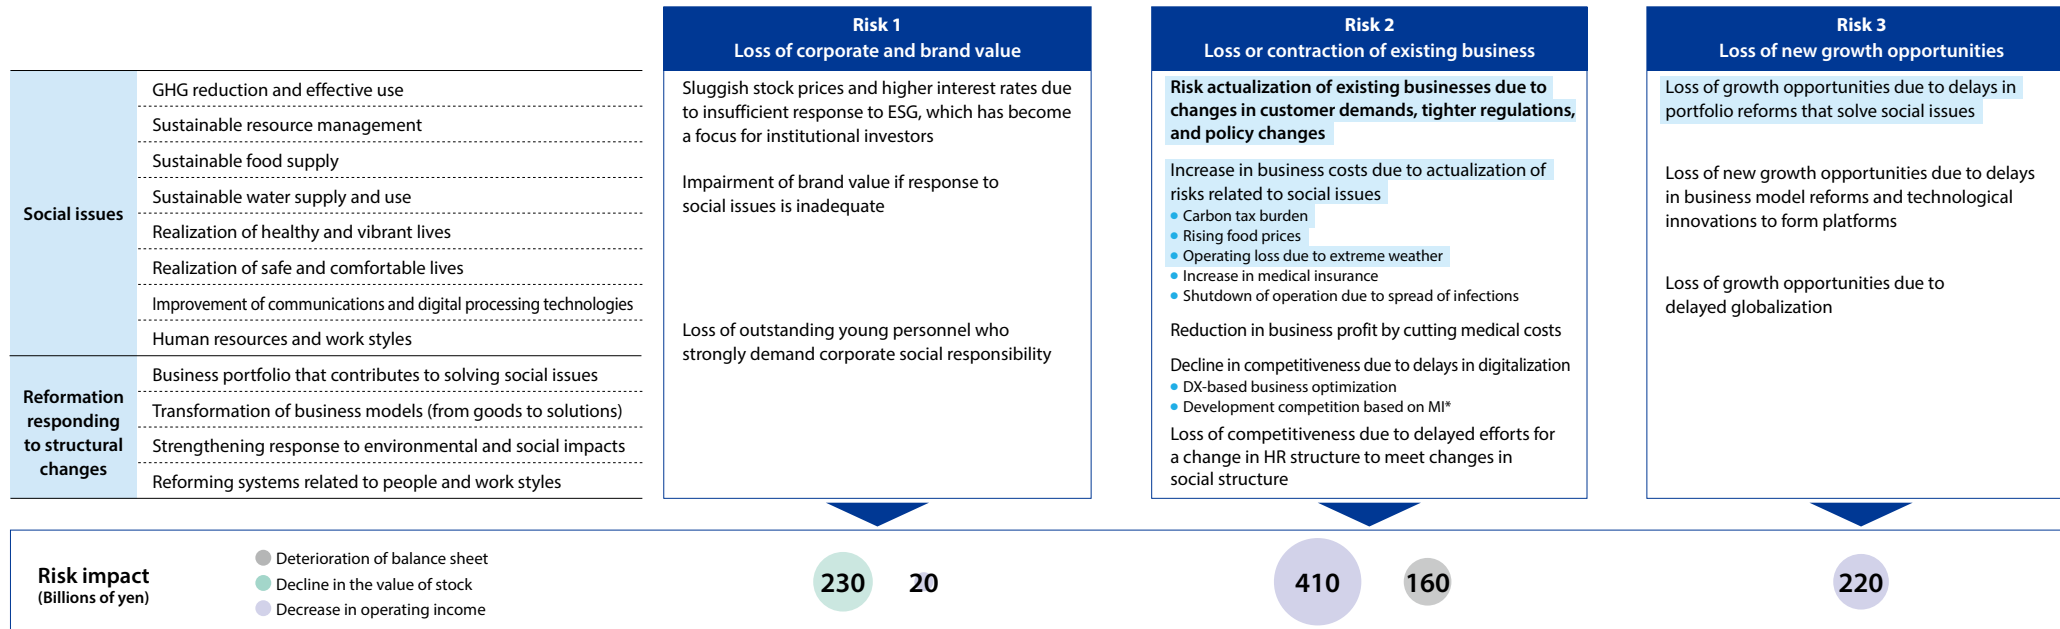 Risk 1
Loss of corporate and brand value
Risk 2
Loss or contraction of existing business
Risk 3
Loss of new growth opportunities
Social issues
GHG reduction and effective use
Sustainable resource management
Sustainable food supply
Sustainable water supply and use
Realization of healthy and vibrant lives
Realization of safe and comfortable lives
Improvement of communications and digital processing technologies
Human resources and work styles
Reformation
responding
to structural
changes
Business portfolio that contributes to solving social issues
Transformation of business models (from goods to solutions)
Strengthening response to environmental and social impacts
Reforming systems related to people and work styles
Sluggish stock prices and higher interest rates due
to insufficient response to ESG, which has become
a focus for institutional investors
Impairment of brand value if response to
social issues is inadequate
Loss of outstanding young personnel who
strongly demand corporate social responsibility
Risk actualization of existing businesses due to
changes in customer demands, tighter regulations,
and policy changes
Increase in business costs due to actualization of
risks related to social issues
• Carbon tax burden
• Rising food prices
• Operating loss due to extreme weather
• Increase in medical insurance
• Shutdown of operation due to spread of infections
Reduction in business profit by cutting medical costs
Decline in competitiveness due to delays in digitalization
• DX-based business optimization
• Development competition based on MI*
Loss of competitiveness due to delayed efforts for
a change in HR structure to meet changes in
social structure
Loss of growth opportunities due to delays in
portfolio reforms that solve social issues
Loss of new growth opportunities due to delays
in business model reforms and technological
innovations to form platforms
Loss of growth opportunities due to
delayed globalization
Risk impact
(Billions of yen)
Deterioration of balance sheet
Decline in the value of stock
Decrease in operating income
230
20
410
160
220